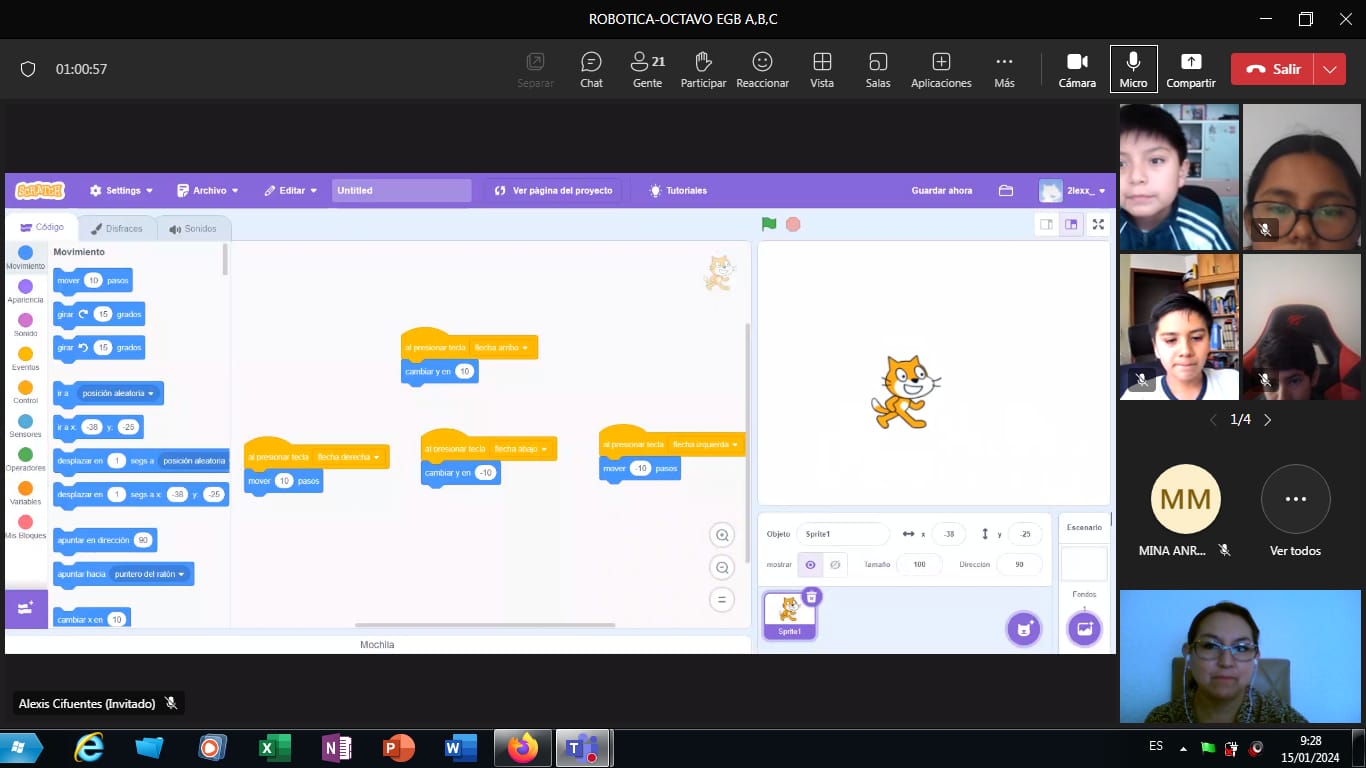 ROBOTICA-OCTAVO EGB A,B,C
01:00:57
Separar
Chat
21
Gente
Participar
Reaccionar
Vista
Salas
Aplicaciones
Más
Cámara
Micro
Compartir
Salir
SCRATCH
Settings
Archivo
Editar
Untitled
Ver página del proyecto
Tutoriales
Guardar ahora
2lexx_
Código
Disfraces
Sonidos
Movimiento
Apariencia
Sonido
Eventos
Control
Sensores
Operadores
Variables
Mis Bloques
Movimiento
mover 10 pasos
girar 15 grados
girar 15 grados
ir a posición aleatoria
ir a x: -38 y: -25
desplazar en 1 segs a posición aleatoria
desplazar en 1 segs a x: -38 y: -25
apuntar en dirección 90
apuntar hacia puntero del ratón
cambiar x en 10
al presionar tecla flecha arriba
cambiar y en 10
al presionar tecla flecha derecha
mover 10 pasos
al presionar tecla flecha abajo
cambiar y en -10
al presionar tecla flecha izquierda
mover -10 pasos
Objeto Sprite1 x -38 y -25
mostrar Tamaño 100 Dirección 90
Sprite1
Escenario
Fondos
1
Mochila
1/4
MM
MINA ANR...
Ver todos
Alexis Cifuentes (Invitado)
ES
9:28
15/01/2024